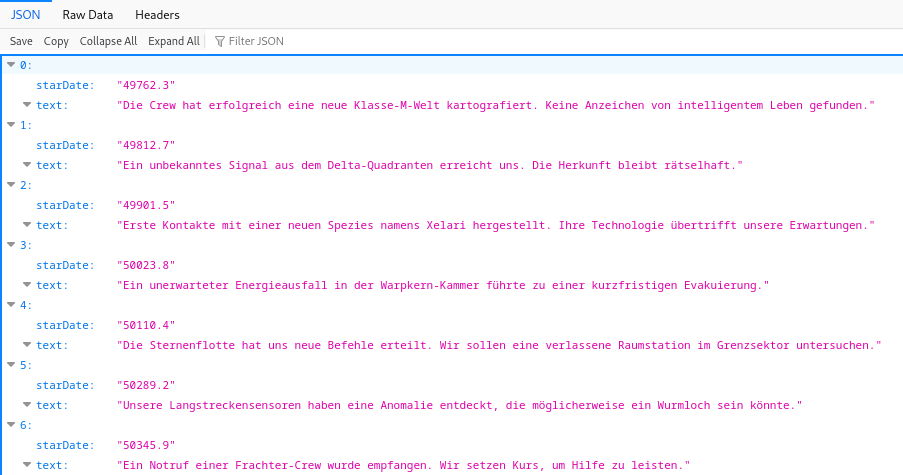 JSON Raw Data Headers
Save Copy Collapse All Expand All Filter JSON
0:
starDate: "49762.3"
text: "Die Crew hat erfolgreich eine neue Klasse-M-Welt kartografiert. Keine Anzeichen von intelligentem Leben gefunden."
1:
starDate: "49812.7"
text: "Ein unbekanntes Signal aus dem Delta-Quadranten erreicht uns. Die Herkunft bleibt rätselhaft."
2:
starDate: "49901.5"
text: "Erste Kontakte mit einer neuen Spezies namens Xelari hergestellt. Ihre Technologie übertrifft unsere Erwartungen."
3:
starDate: "50023.8"
text: "Ein unerwarteter Energieausfall in der Warpkern-Kammer führte zu einer kurzfristigen Evakuierung."
4:
starDate: "50110.4"
text: "Die Sternenflotte hat uns neue Befehle erteilt. Wir sollen eine verlassene Raumstation im Grenzsektor untersuchen."
5:
starDate: "50289.2"
text: "Unsere Langstreckensensoren haben eine Anomalie entdeckt, die möglicherweise ein Wurmloch sein könnte."
6:
starDate: "50345.9"
text: "Ein Notruf einer Frachter-Crew wurde empfangen. Wir setzen Kurs, um Hilfe zu leisten."